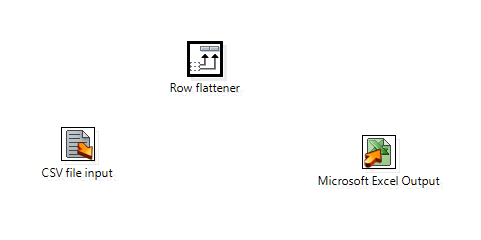 Row flattener
CSV file input
Microsoft Excel Output